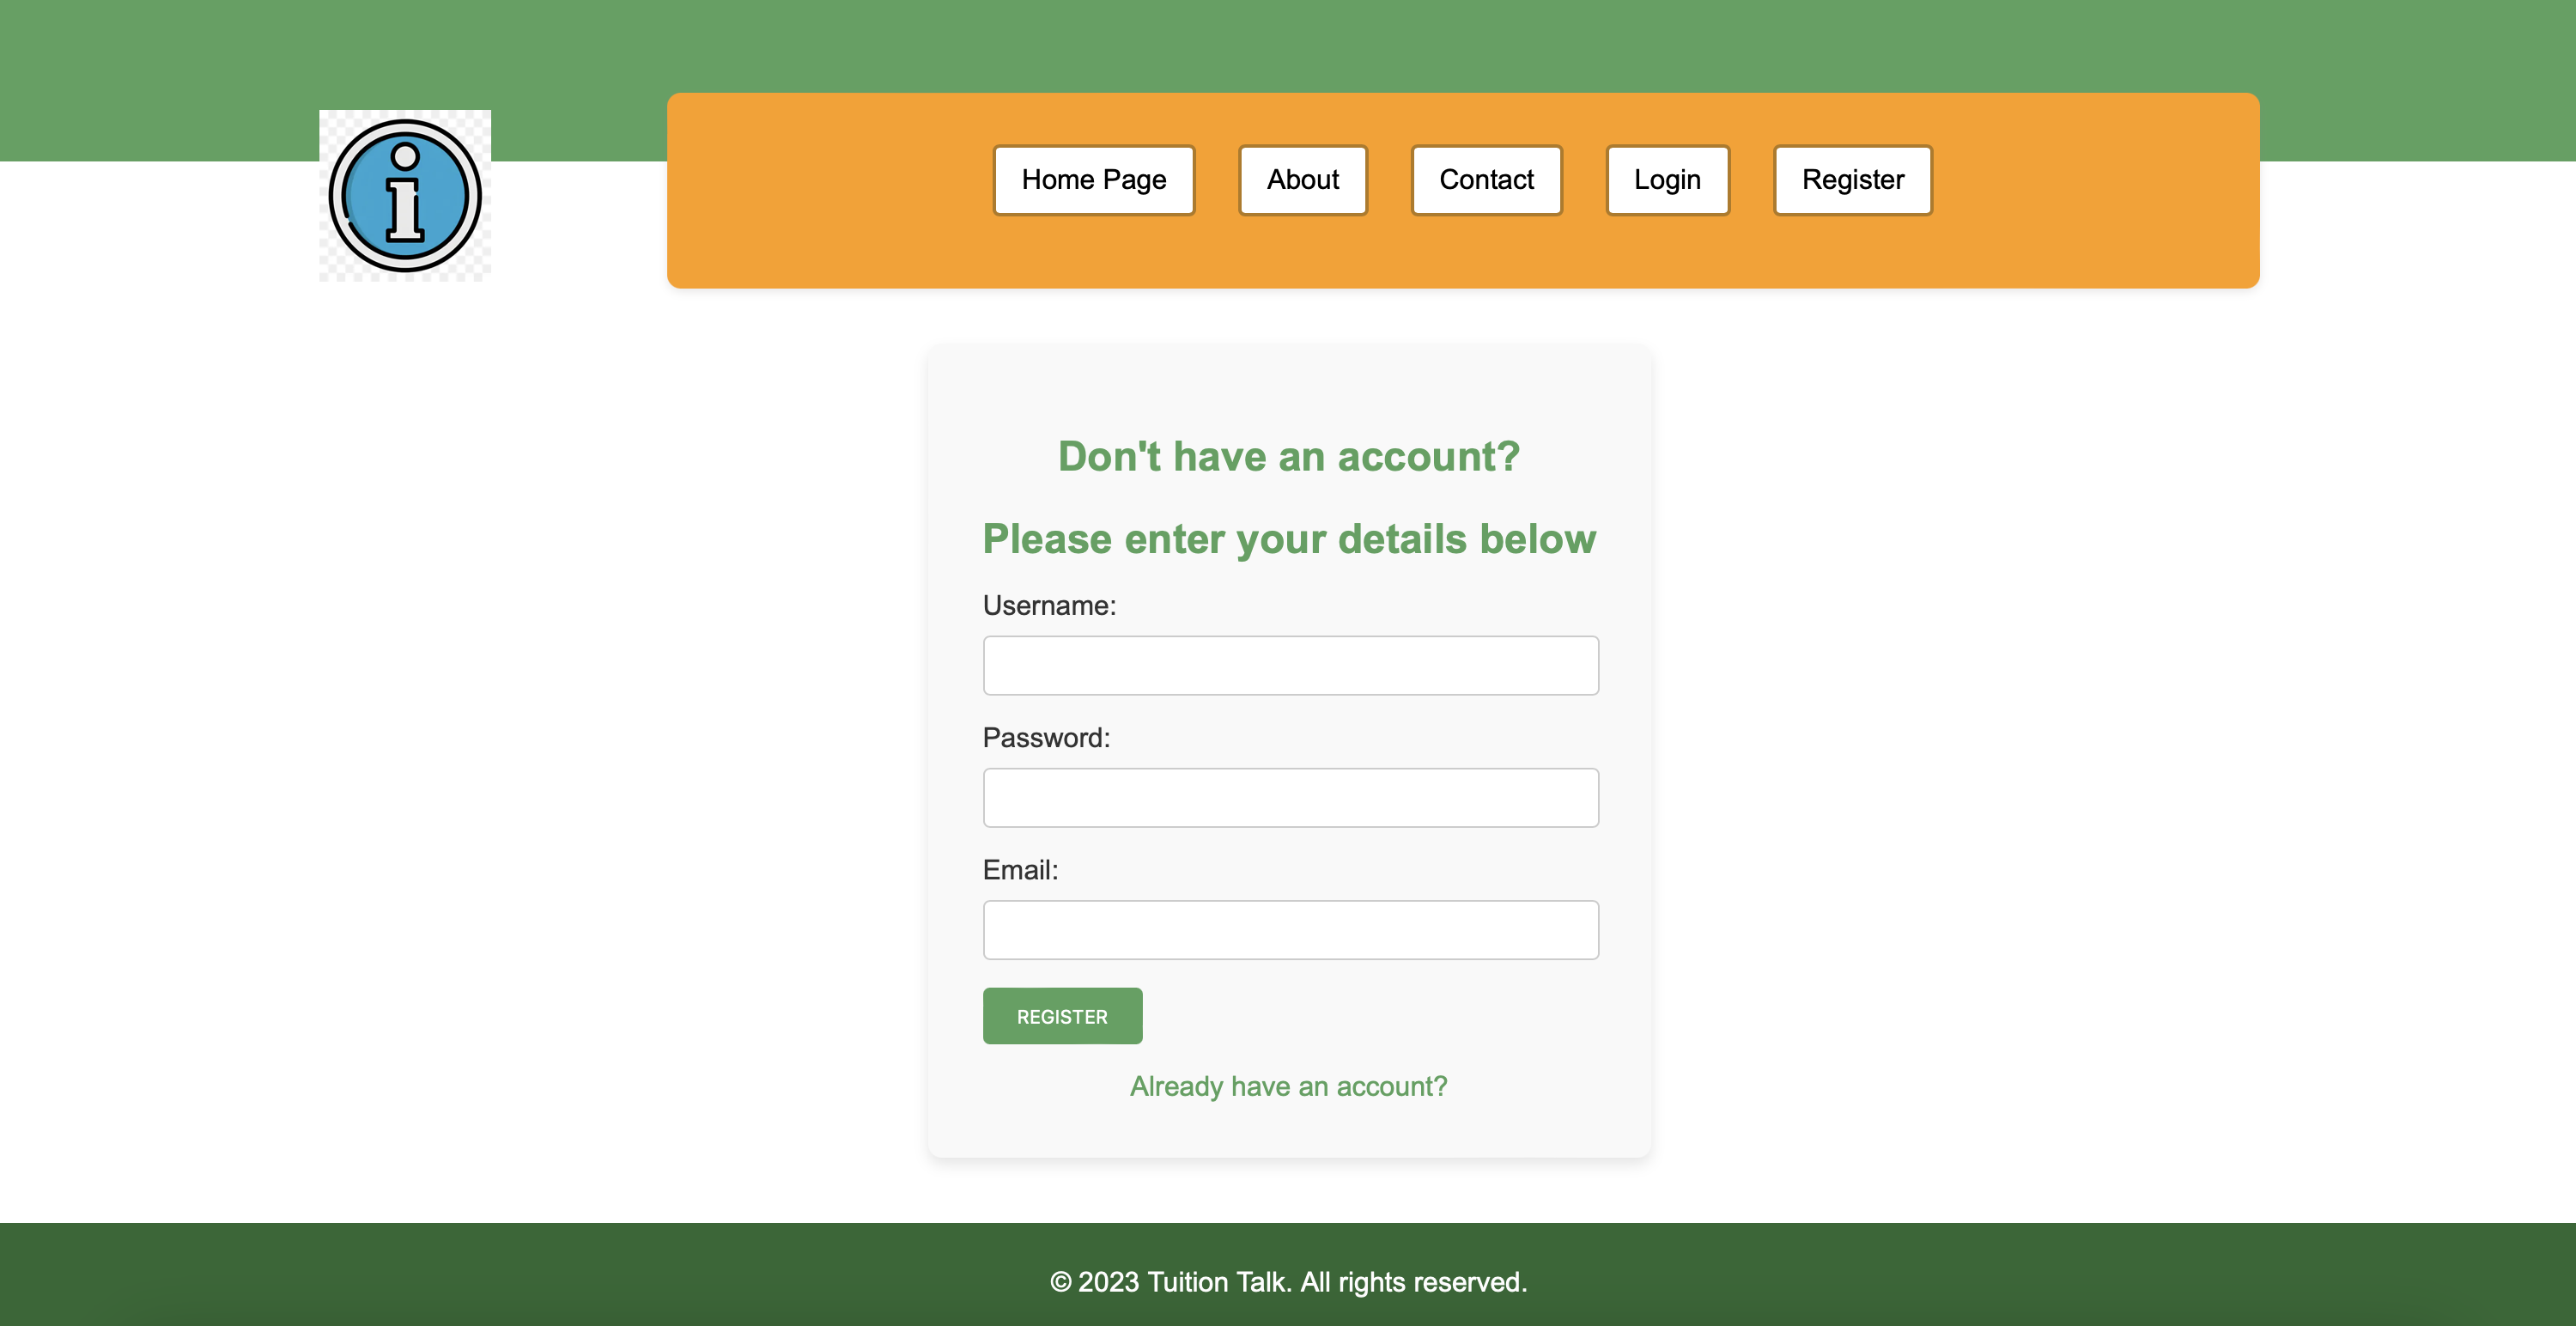 Home Page About Contact Login Register
Don't have an account?
Please enter your details below
Username:
Password:
Email:
REGISTER
Already have an account?
© 2023 Tuition Talk. All rights reserved.